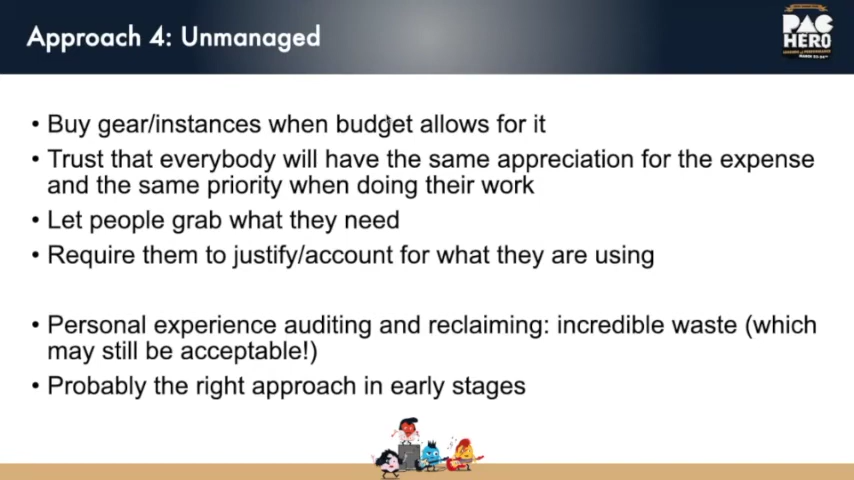 Approach 4: Unmanaged
PAC
HERO
• Buy gear/instances when budget allows for it
• Trust that everybody will have the same appreciation for the expense
and the same priority when doing their work
• Let people grab what they need
• Require them to justify/account for what they are using
• Personal experience auditing and reclaiming: incredible waste (which
may still be acceptable!)
• Probably the right approach in early stages